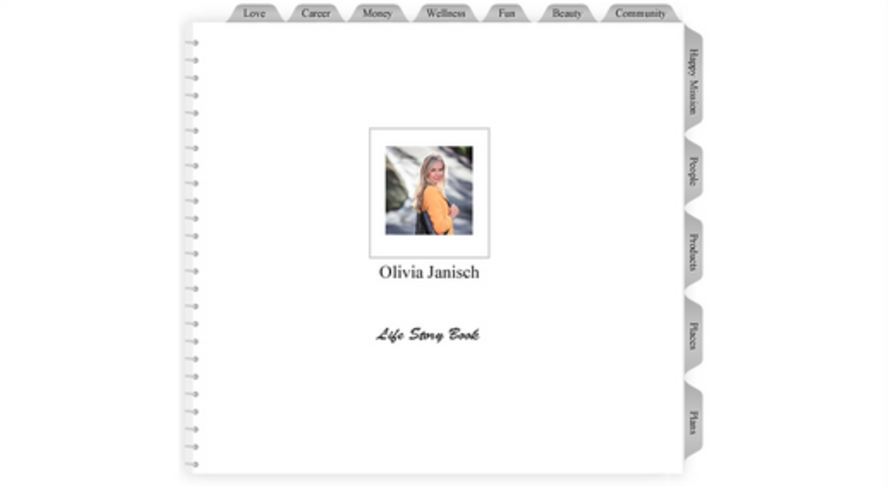 Love
Career
Money
Wellness
Fun
Beauty
Community
Happy Mission
People
Products
Places
Plans
Olivia Janisch
Life Story Book